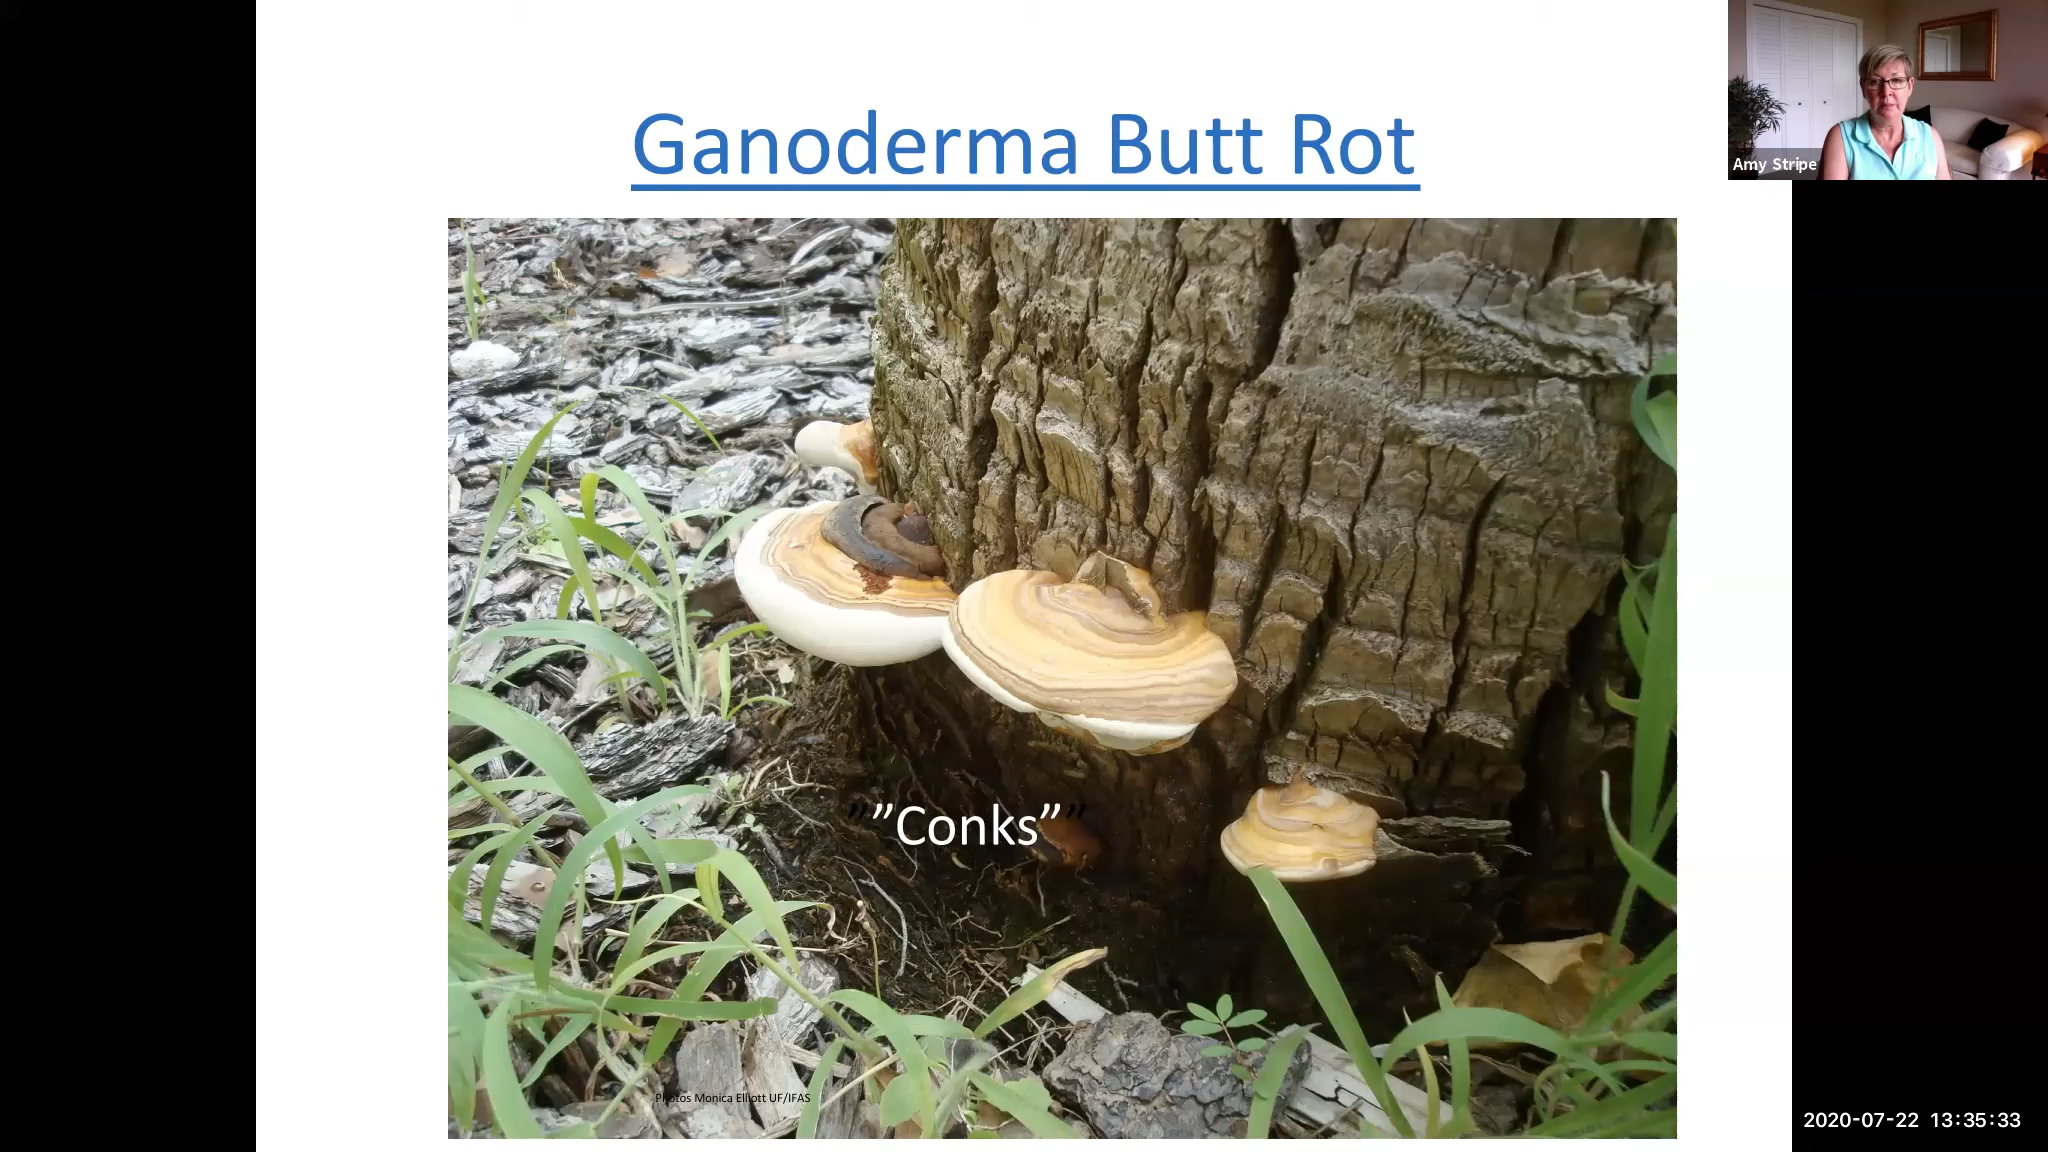 Ganoderma Butt Rot
Amy Stripe
””Conks””
Photos Monica Elliott UF/IFAS
2020-07-22 13:35:33